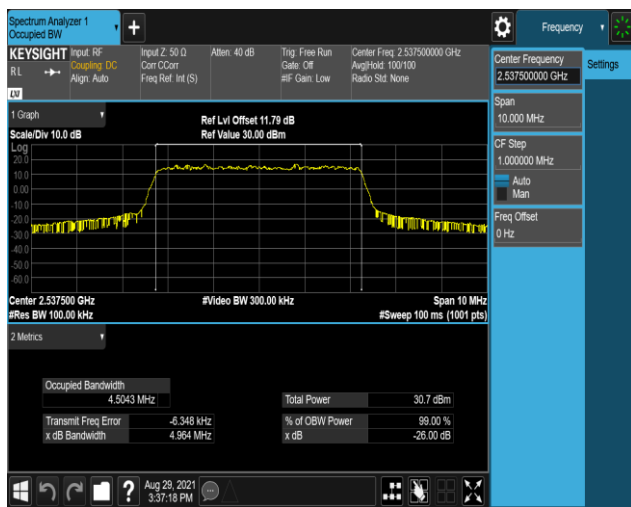 Spectrum Analyzer 1
Occupied BW
+
Frequency
KEYSIGHT
RL
LXI
Input: RF
Coupling: DC
Align: Auto
Input Z: 50 Ω
Corr CCorr
Freq Ref: Int (S)
Atten: 40 dB
Trig: Free Run
Gate: Off
#IF Gain: Low
Center Freq: 2.537500000 GHz
Avg|Hold: 100/100
Radio Std: None
Center Frequency
2.537500000 GHz
Settings
Span
10.000 MHz
CF Step
1.000000 MHz
Auto
Man
Freq Offset
0 Hz
1 Graph
Scale/Div 10.0 dB
Ref Lvl Offset 11.79 dB
Ref Value 30.00 dBm
Log
20.0
10.0
0.00
-10.0
-20.0
-30.0
-40.0
-50.0
-60.0
Center 2.537500 GHz
#Res BW 100.00 kHz
#Video BW 300.00 kHz
Span 10 MHz
#Sweep 100 ms (1001 pts)
2 Metrics
Occupied Bandwidth
4.5043 MHz
Total Power 30.7 dBm
Transmit Freq Error -6.348 kHz
% of OBW Power 99.00 %
x dB Bandwidth 4.964 MHz
x dB -26.00 dB
?
Aug 29, 2021
3:37:18 PM